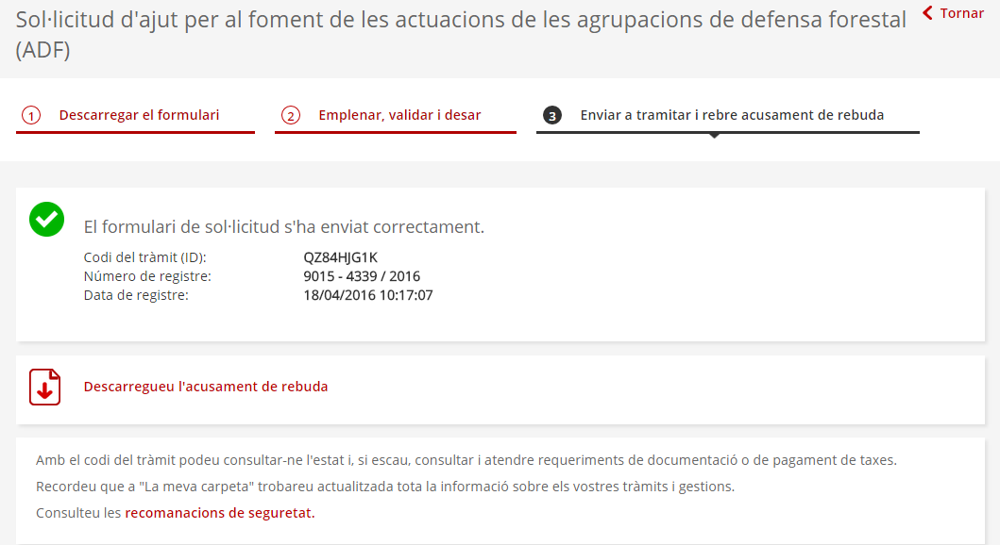 Sol·licitud d'ajut per al foment de les actuacions de les agrupacions de defensa forestal
(ADF)
Tornar
1 Descarregar el formulari
2 Emplenar, validar i desar
3 Enviar a tramitar i rebre acusament de rebuda
El formulari de sol·licitud s'ha enviat correctament.
Codi del tràmit (ID): QZ84HJG1K
Número de registre: 9015 - 4339 / 2016
Data de registre: 18/04/2016 10:17:07
Descarregueu l'acusament de rebuda
Amb el codi del tràmit podeu consultar-ne l'estat i, si escau, consultar i atendre requeriments de documentació o de pagament de taxes.
Recordeu que a "La meva carpeta" trobareu actualitzada tota la informació sobre els vostres tràmits i gestions.
Consulteu les recomanacions de seguretat.